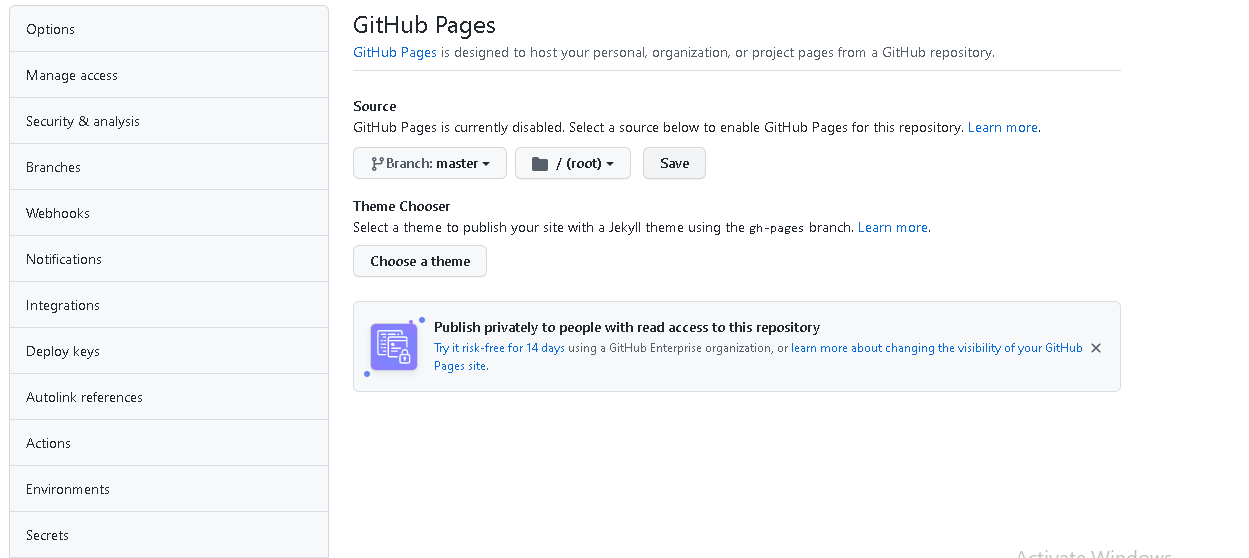 Options
Manage access
Security & analysis
Branches
Webhooks
Notifications
Integrations
Deploy keys
Autolink references
Actions
Environments
Secrets
GitHub Pages
GitHub Pages is designed to host your personal, organization, or project pages from a GitHub repository.
Source
GitHub Pages is currently disabled. Select a source below to enable GitHub Pages for this repository. Learn more.
Branch: master
/ (root)
Save
Theme Chooser
Select a theme to publish your site with a Jekyll theme using the gh-pages branch. Learn more.
Choose a theme
Publish privately to people with read access to this repository
Try it risk-free for 14 days using a GitHub Enterprise organization, or learn more about changing the visibility of your GitHub
Pages site.
Activate Windows